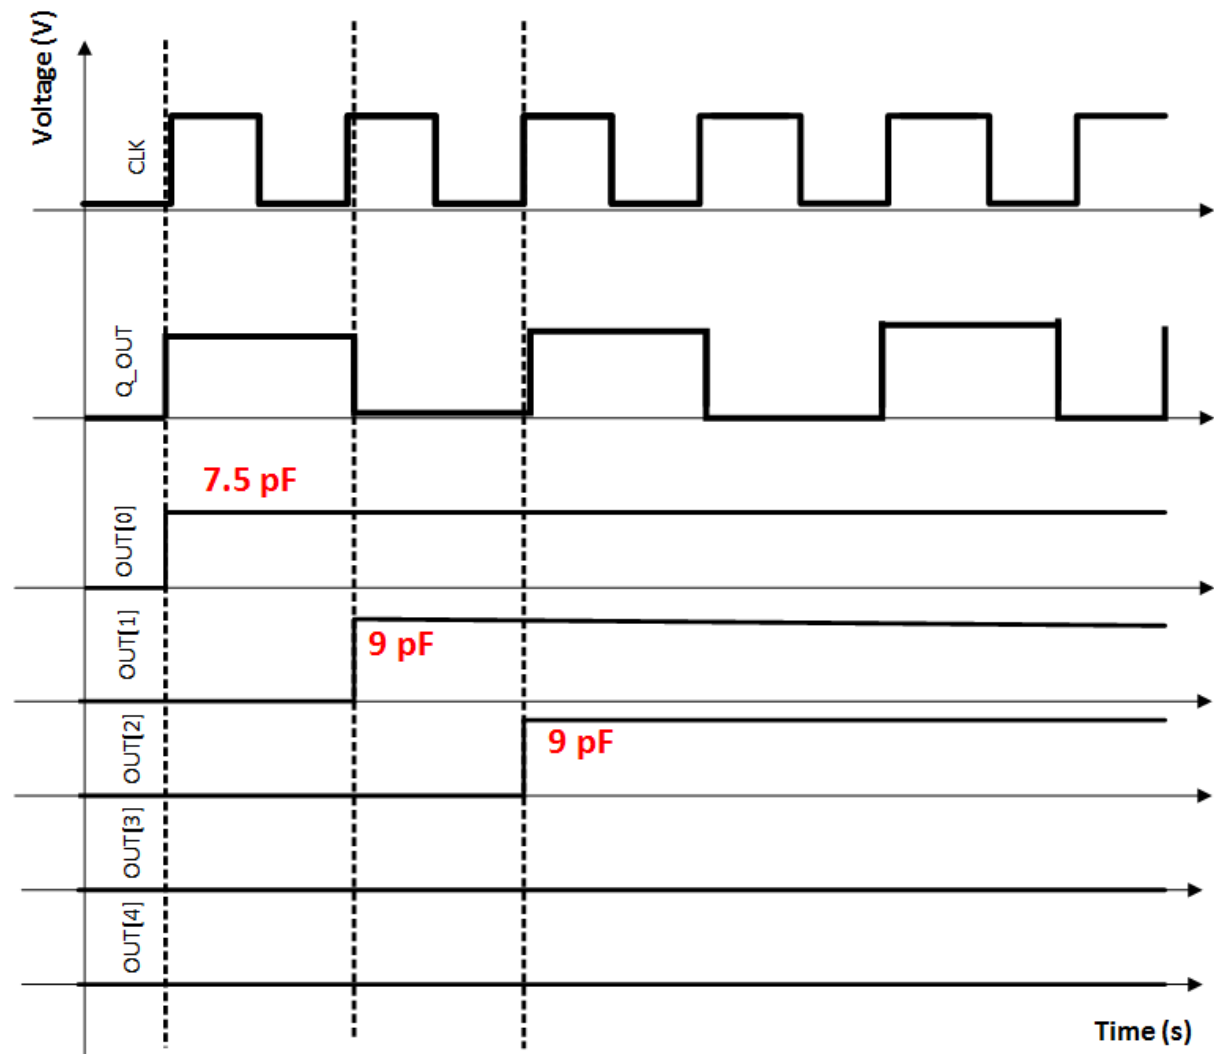 Voltage (V)
CLK
Q_OUT
7.5 pF
OUT[0]
OUT[1]
9 pF
OUT[2]
9 pF
OUT[3]
OUT[4]
Time (s)